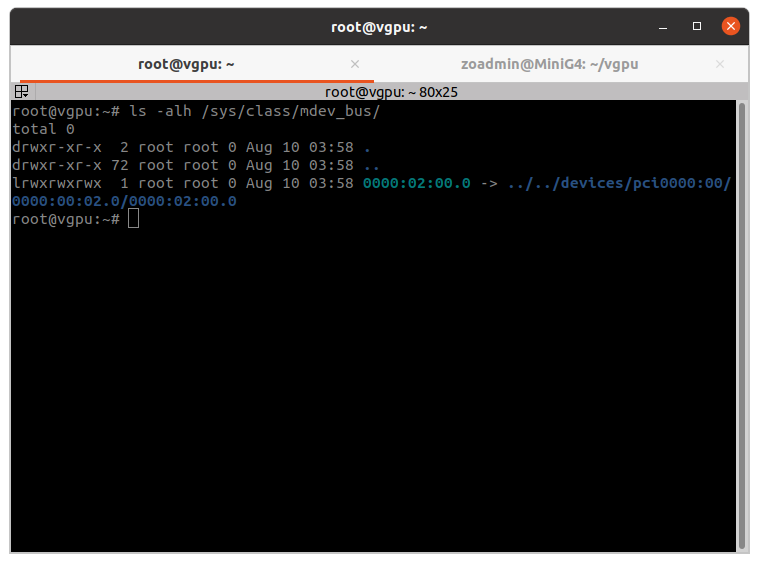 root@vgpu: ~
root@vgpu: ~ × zoadmin@MiniG4: ~/vgpu ×
root@vgpu: ~ 80x25
root@vgpu:~# ls -alh /sys/class/mdev_bus/
total 0
drwxr-xr-x  2 root root 0 Aug 10 03:58 .
drwxr-xr-x 72 root root 0 Aug 10 03:58 ..
lrwxrwxrwx  1 root root 0 Aug 10 03:58 0000:02:00.0 -> ../../devices/pci0000:00/
0000:00:02.0/0000:02:00.0
root@vgpu:~#